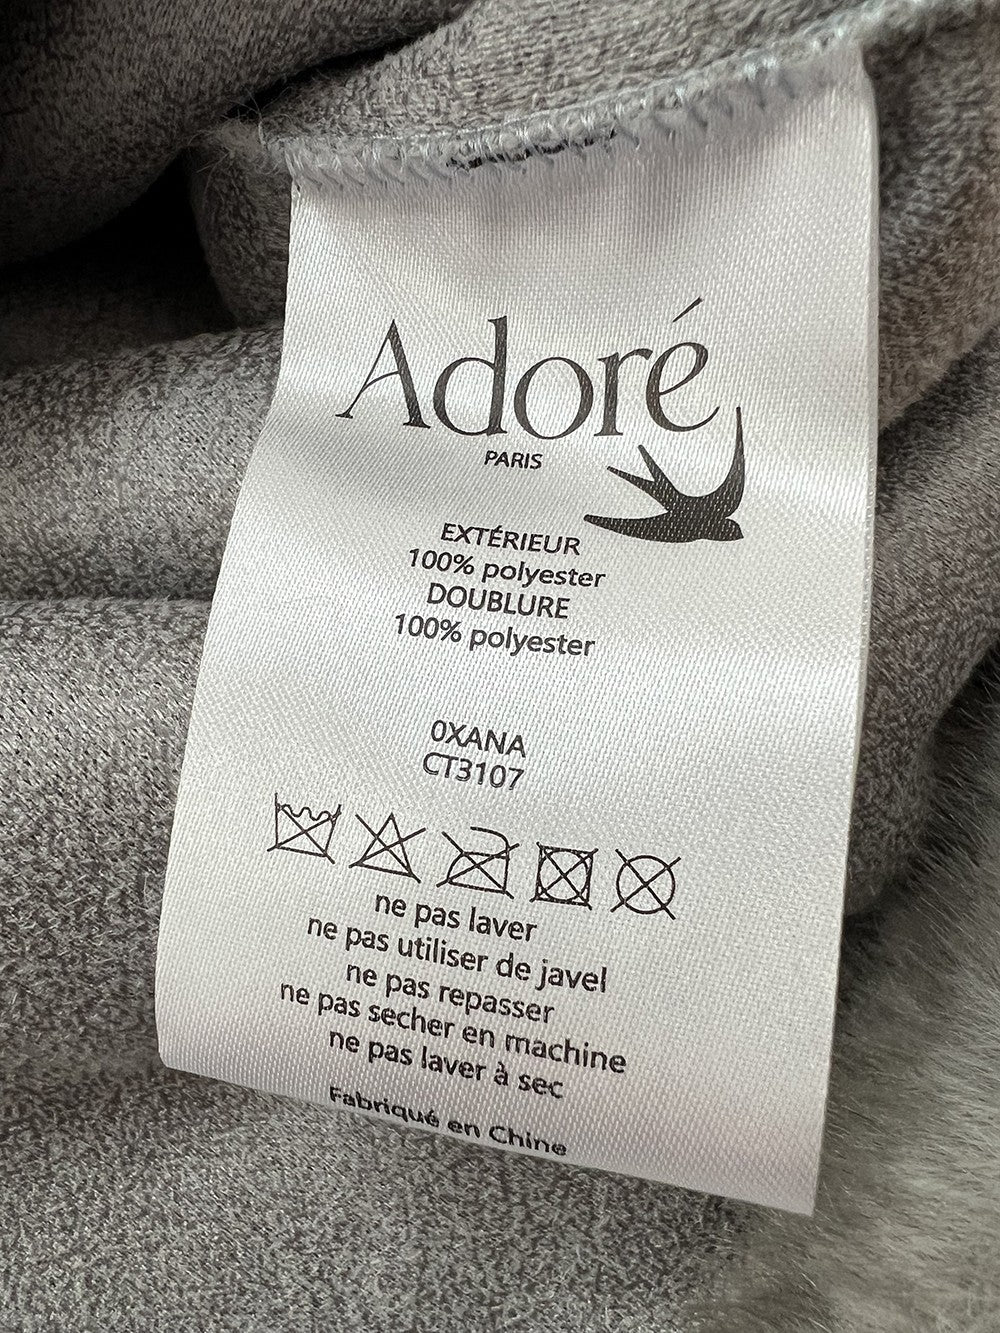 Adoré
PARIS
EXTÉRIEUR
100% polyester
DOUBLURE
100% polyester
0XANA
CT3107
ne pas laver
ne pas utiliser de javel
ne pas repasser
ne pas secher en machine
ne pas laver à sec
Fabriqué en Chine